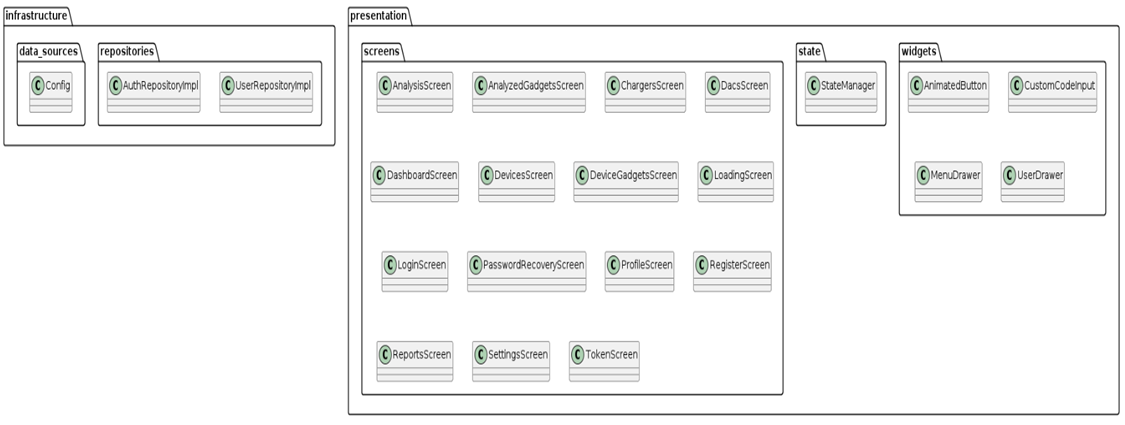 infrastructure
data_sources
C Config
repositories
C AuthRepositoryImpl
C UserRepositoryImpl
presentation
screens
C AnalysisScreen
C AnalyzedGadgetsScreen
C ChargersScreen
C DacsScreen
C DashboardScreen
C DevicesScreen
C DeviceGadgetsScreen
C LoadingScreen
C LoginScreen
C PasswordRecoveryScreen
C ProfileScreen
C RegisterScreen
C ReportsScreen
C SettingsScreen
C TokenScreen
state
C StateManager
widgets
C AnimatedButton
C CustomCodeInput
C MenuDrawer
C UserDrawer